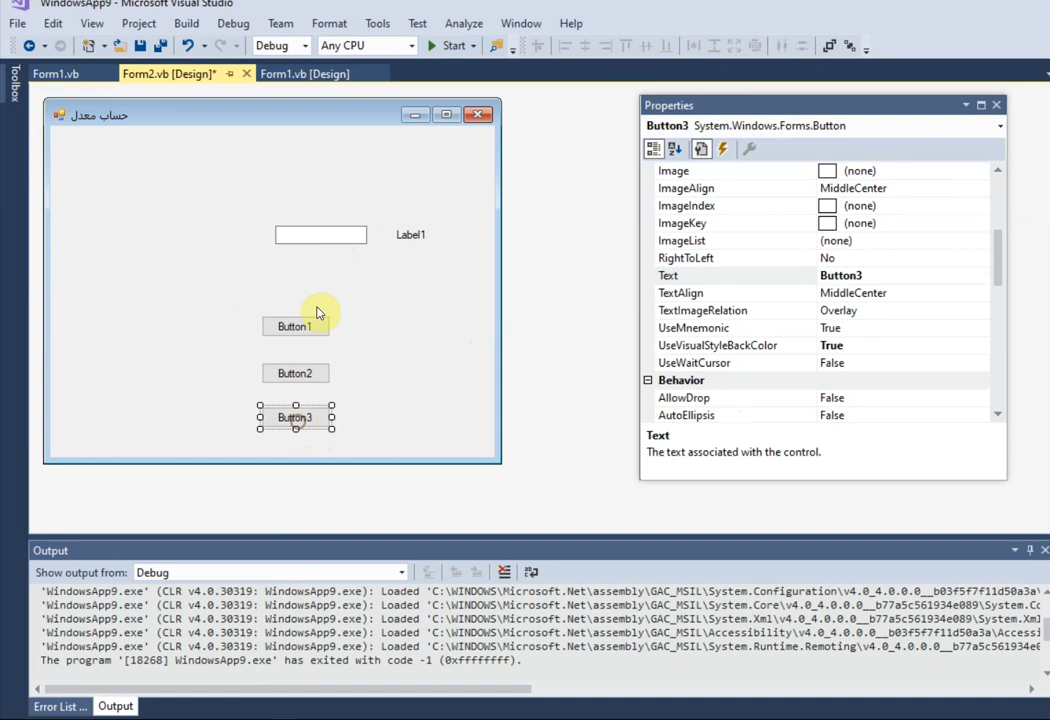 WindowsApp9 - Microsoft Visual Studio
File Edit View Project Build Debug Team Format Tools Test Analyze Window Help
Debug Any CPU Start
Toolbox
Form1.vb Form2.vb [Design]* Form1.vb [Design]
حساب معدل
Label1
Button1
Button2
Button3
Properties
Button3 System.Windows.Forms.Button
Image (none)
ImageAlign MiddleCenter
ImageIndex (none)
ImageKey (none)
ImageList (none)
RightToLeft No
Text Button3
TextAlign MiddleCenter
TextImageRelation Overlay
UseMnemonic True
UseVisualStyleBackColor True
UseWaitCursor False
Behavior
AllowDrop False
AutoEllipsis False
Text
The text associated with the control.
Output
Show output from: Debug
'WindowsApp9.exe' (CLR v4.0.30319: WindowsApp9.exe): Loaded 'C:\WINDOWS\Microsoft.Net\assembly\GAC_MSIL\System.Configuration\v4.0_4.0.0.0__b03f5f7f11d50a3a\
'WindowsApp9.exe' (CLR v4.0.30319: WindowsApp9.exe): Loaded 'C:\WINDOWS\Microsoft.Net\assembly\GAC_MSIL\System.Core\v4.0_4.0.0.0__b77a5c561934e089\System.Co
'WindowsApp9.exe' (CLR v4.0.30319: WindowsApp9.exe): Loaded 'C:\WINDOWS\Microsoft.Net\assembly\GAC_MSIL\System.Xml\v4.0_4.0.0.0__b77a5c561934e089\System.XML
'WindowsApp9.exe' (CLR v4.0.30319: WindowsApp9.exe): Loaded 'C:\WINDOWS\Microsoft.Net\assembly\GAC_MSIL\Accessibility\v4.0_4.0.0.0__b03f5f7f11d50a3a\Accessi
'WindowsApp9.exe' (CLR v4.0.30319: WindowsApp9.exe): Loaded 'C:\WINDOWS\Microsoft.Net\assembly\GAC_MSIL\System.Runtime.Remoting\v4.0_4.0.0.0__b77a5c561934e0
The program '[18268] WindowsApp9.exe' has exited with code -1 (0xffffffff).
Error List ... Output